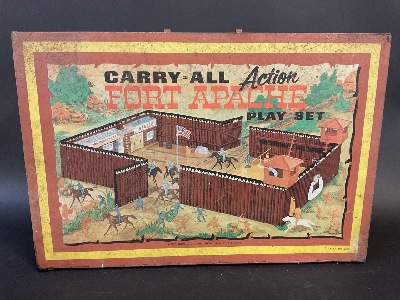 CARRY-ALL Action
FORT APACHE
PLAY SET